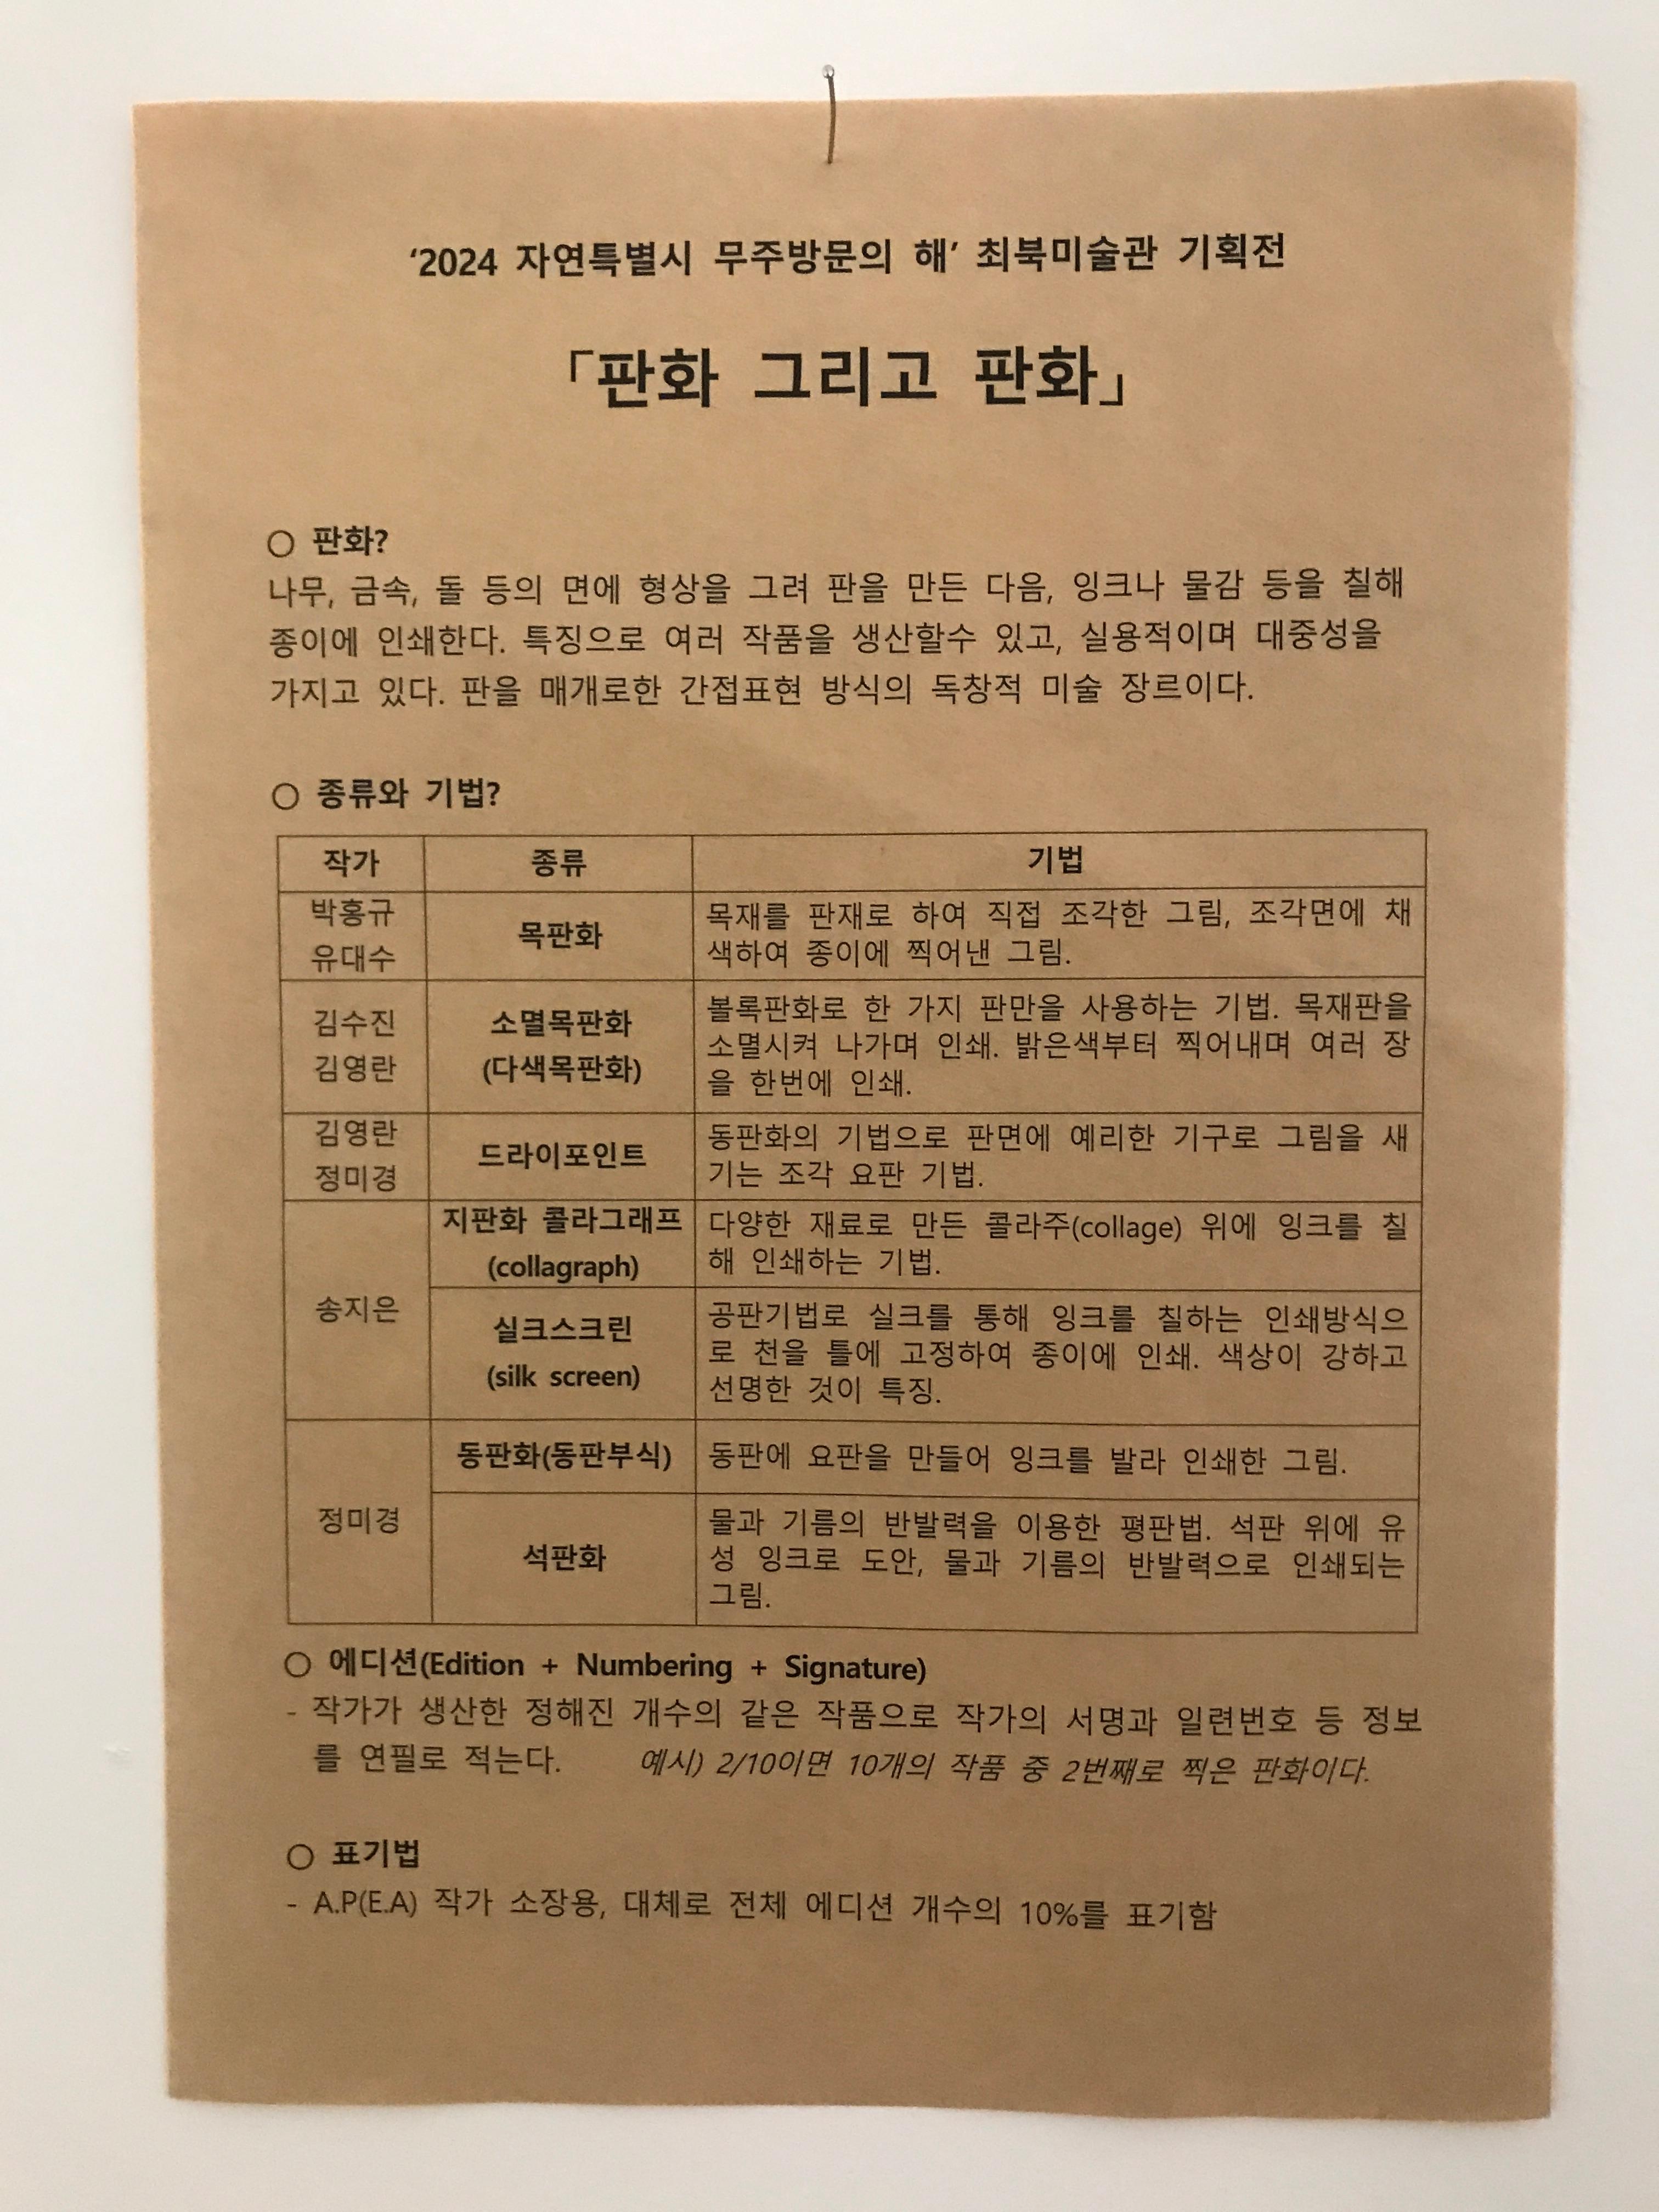 ‘2024 자연특별시 무주방문의 해’ 최북미술관 기획전
「판화 그리고 판화」
○ 판화?
나무, 금속, 돌 등의 면에 형상을 그려 판을 만든 다음, 잉크나 물감 등을 칠해
종이에 인쇄한다. 특징으로 여러 작품을 생산할수 있고, 실용적이며 대중성을
가지고 있다. 판을 매개로한 간접표현 방식의 독창적 미술 장르이다.
○ 종류와 기법?
작가 종류 기법
박홍규
유대수
목판화
목재를 판재로 하여 직접 조각한 그림, 조각면에 채
색하여 종이에 찍어낸 그림.
김수진
김영란
소멸목판화
(다색목판화)
볼록판화로 한 가지 판만을 사용하는 기법. 목재판을
소멸시켜 나가며 인쇄. 밝은색부터 찍어내며 여러 장
을 한번에 인쇄.
김영란
정미경
드라이포인트
동판화의 기법으로 판면에 예리한 기구로 그림을 새
기는 조각 요판 기법.
송지은
지판화 콜라그래프
(collagraph)
다양한 재료로 만든 콜라주(collage) 위에 잉크를 칠
해 인쇄하는 기법.
실크스크린
(silk screen)
공판기법로 실크를 통해 잉크를 칠하는 인쇄방식으
로 천을 틀에 고정하여 종이에 인쇄. 색상이 강하고
선명한 것이 특징.
정미경
동판화(동판부식)
동판에 요판을 만들어 잉크를 발라 인쇄한 그림.
석판화
물과 기름의 반발력을 이용한 평판법. 석판 위에 유
성 잉크로 도안, 물과 기름의 반발력으로 인쇄되는
그림.
○ 에디션(Edition + Numbering + Signature)
- 작가가 생산한 정해진 개수의 같은 작품으로 작가의 서명과 일련번호 등 정보
를 연필로 적는다. 예시) 2/10이면 10개의 작품 중 2번째로 찍은 판화이다.
○ 표기법
- A.P(E.A) 작가 소장용, 대체로 전체 에디션 개수의 10%를 표기함